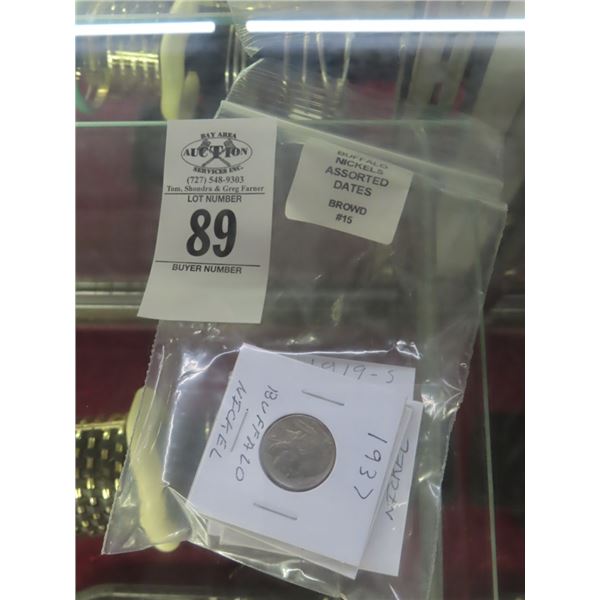 BAY AREA
AUCTION
SERVICES INC.
(727) 548-9303
Tom, Shondra & Greg Farner
LOT NUMBER
89
BUYER NUMBER
BUFFALO
NICKELS
ASSORTED
DATES
BROWD
#15
1919-S
BUFFALO
NICKEL
1937
NICKEL